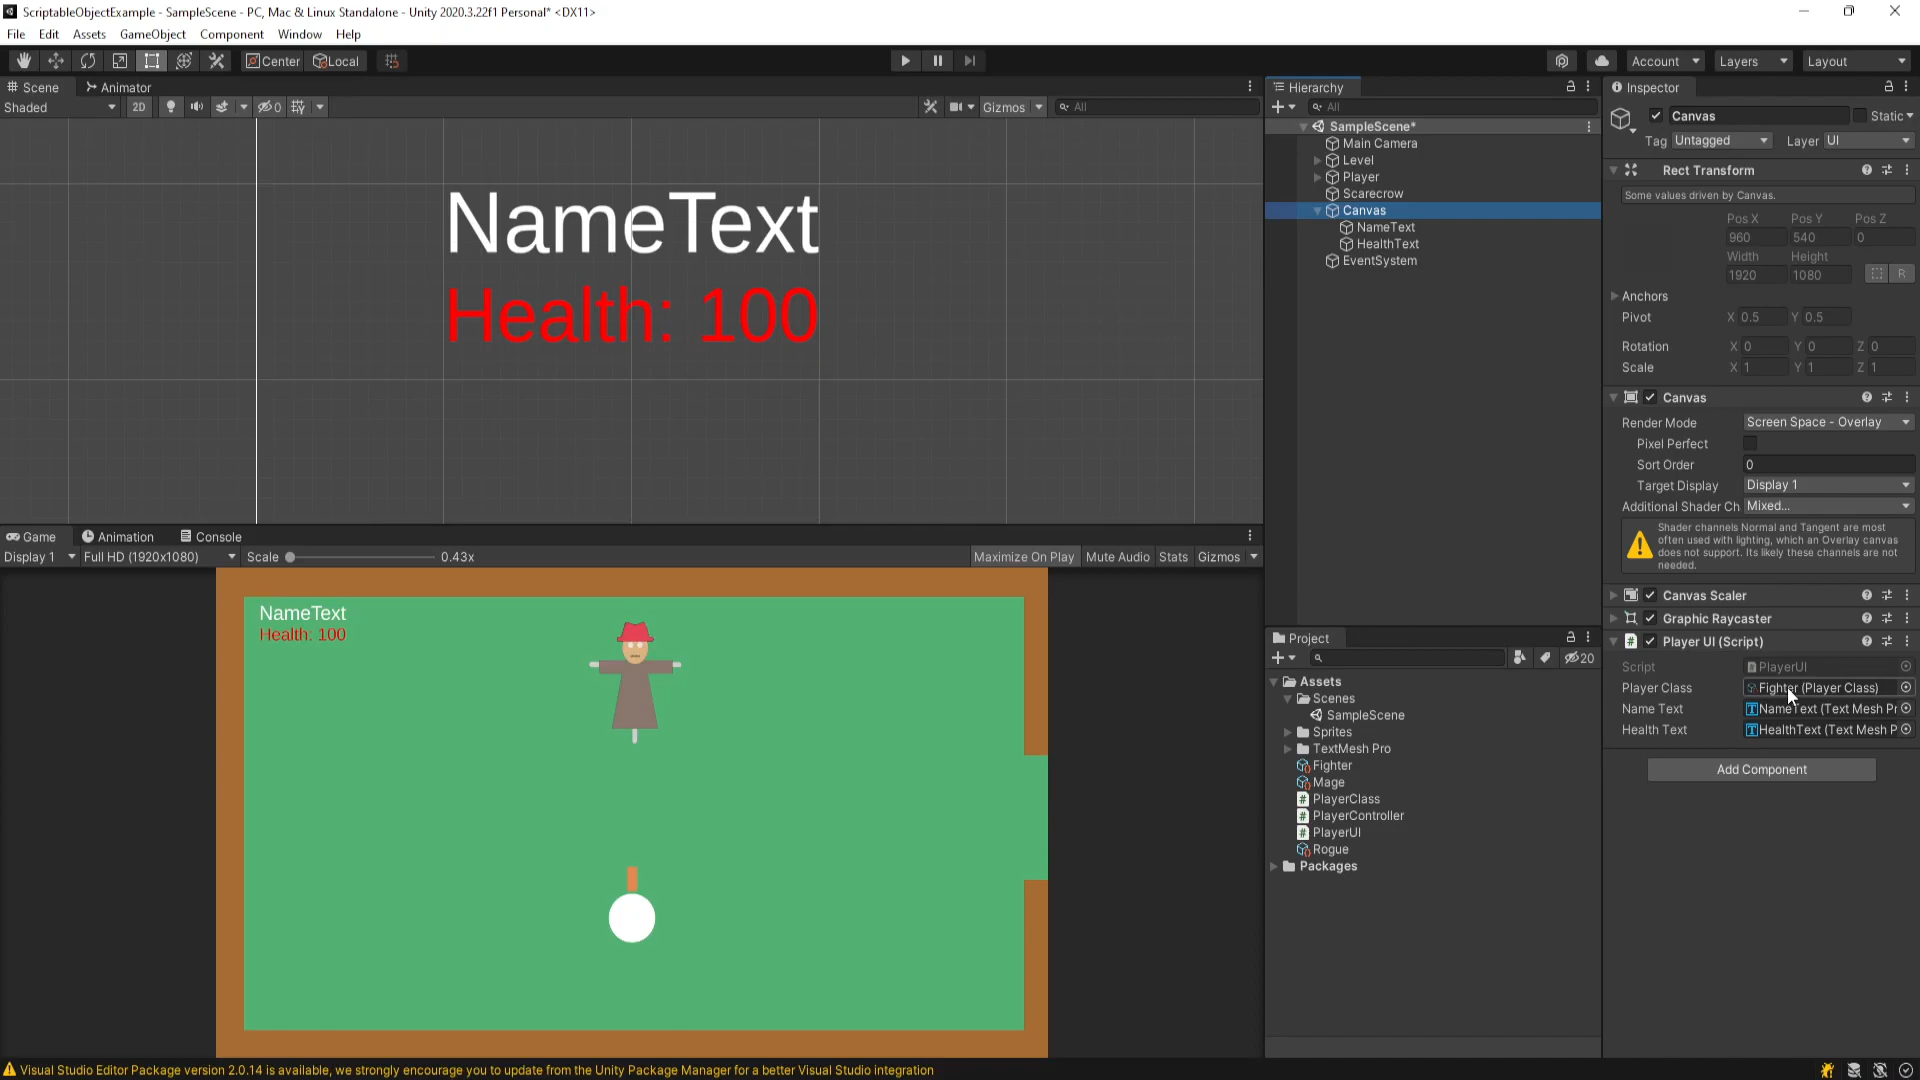 ScriptableObjectExample - SampleScene - PC, Mac & Linux Standalone - Unity 2020.3.22f1 Personal* <DX11>
File Edit Assets GameObject Component Window Help
Center Local Account Layers Layout
Scene Animator
Shaded 2D 0 Gizmos All
NameText
Health: 100
Game Animation Console
Display 1 Full HD (1920x1080) Scale 0.43x Maximize On Play Mute Audio Stats Gizmos
NameText
Health: 100
Hierarchy
All
SampleScene*
Main Camera
Level
Player
Scarecrow
Canvas
NameText
HealthText
EventSystem
Project
20
Assets
Scenes
SampleScene
Sprites
TextMesh Pro
Fighter
Mage
PlayerClass
PlayerController
PlayerUI
Rogue
Packages
Inspector
Canvas Static
Tag Untagged Layer UI
Rect Transform
Some values driven by Canvas.
Pos X Pos Y Pos Z
960 540 0
Width Height
1920 1080 R
Anchors
Pivot X 0.5 Y 0.5
Rotation X 0 Y 0 Z 0
Scale X 1 Y 1 Z 1
Canvas
Render Mode Screen Space - Overlay
Pixel Perfect
Sort Order 0
Target Display Display 1
Additional Shader Ch Mixed...
Shader channels Normal and Tangent are most
often used with lighting, which an Overlay canvas
does not support. Its likely these channels are not
needed.
Canvas Scaler
Graphic Raycaster
Player UI (Script)
Script PlayerUI
Player Class Fighter (Player Class)
Name Text NameText (Text Mesh Pr
Health Text HealthText (Text Mesh P
Add Component
Visual Studio Editor Package version 2.0.14 is available, we strongly encourage you to update from the Unity Package Manager for a better Visual Studio integration